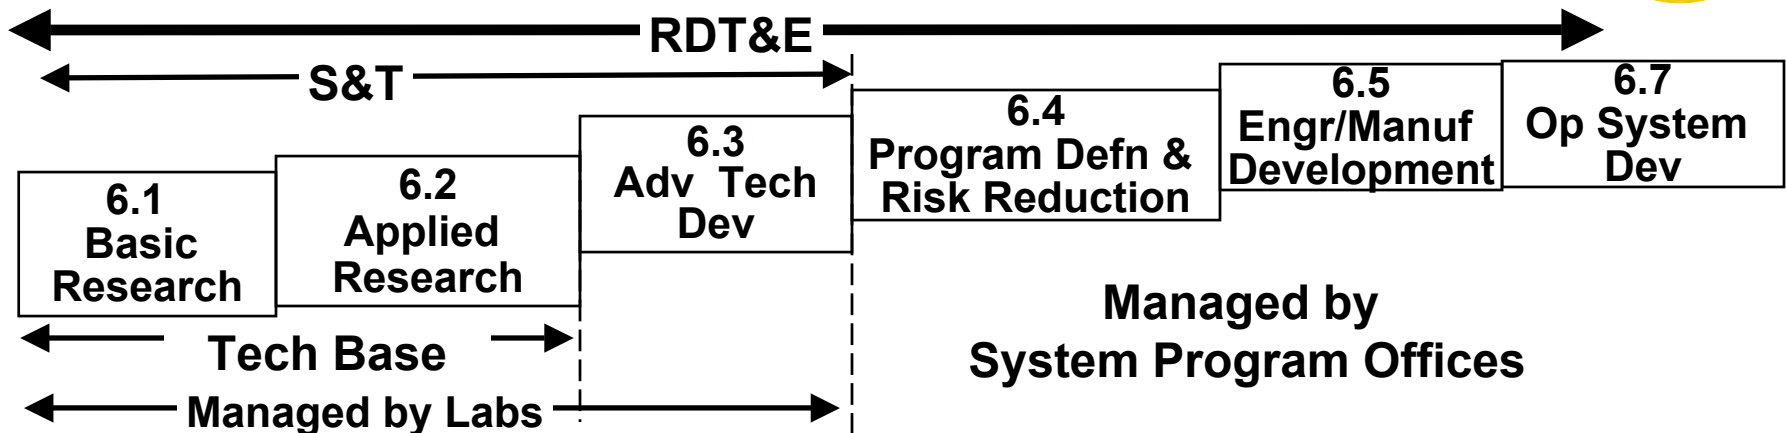 RDT&E
S&T
6.1
Basic
Research
6.2
Applied
Research
6.3
Adv Tech
Dev
6.4
Program Defn &
Risk Reduction
6.5
Engr/Manuf
Development
6.7
Op System
Dev
Tech Base
Managed by Labs
Managed by
System Program Offices